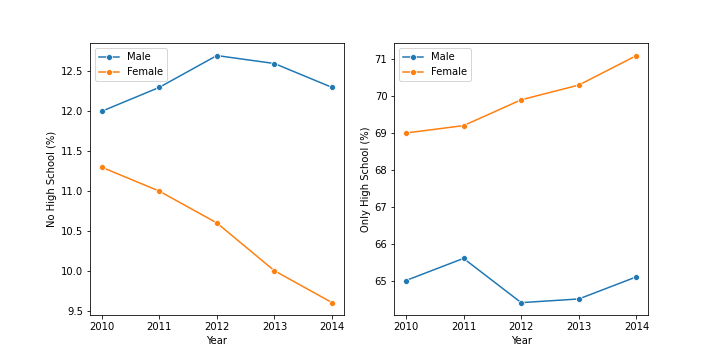 Male
Female
12.5
12.0
11.5
11.0
10.5
10.0
9.5
No High School (%)
2010 2011 2012 2013 2014
Year
Male
Female
71
70
69
68
67
66
65
Only High School (%)
2010 2011 2012 2013 2014
Year